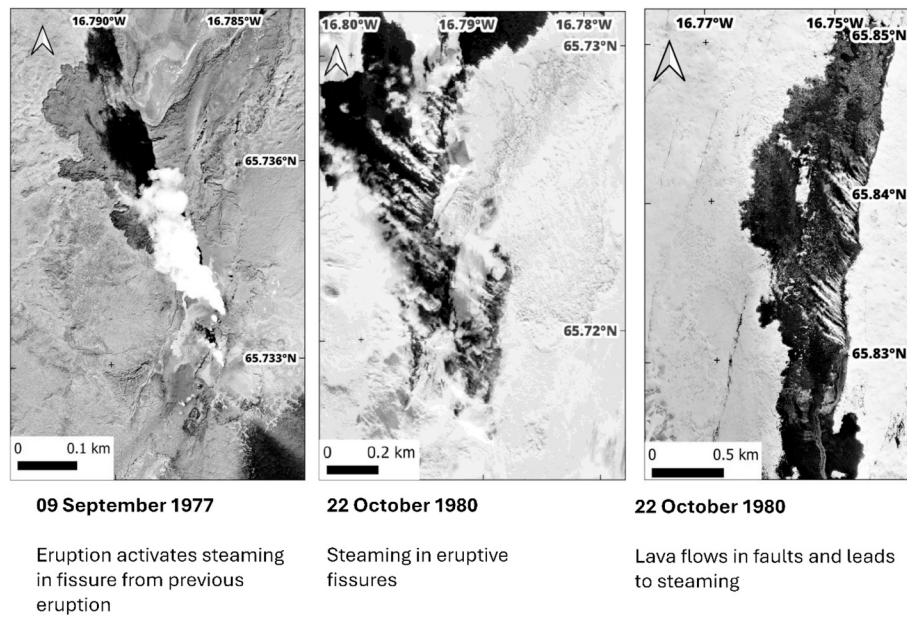 16.790°W 16.785°W
65.736°N
65.733°N
0 0.1 km
16.80°W 16.79°W 16.78°W
65.73°N
65.72°N
0 0.2 km
16.77°W 16.75°W
65.85°N
65.84°N
65.83°N
0 0.5 km
09 September 1977
Eruption activates steaming
in fissure from previous
eruption
22 October 1980
Steaming in eruptive
fissures
22 October 1980
Lava flows in faults and leads
to steaming